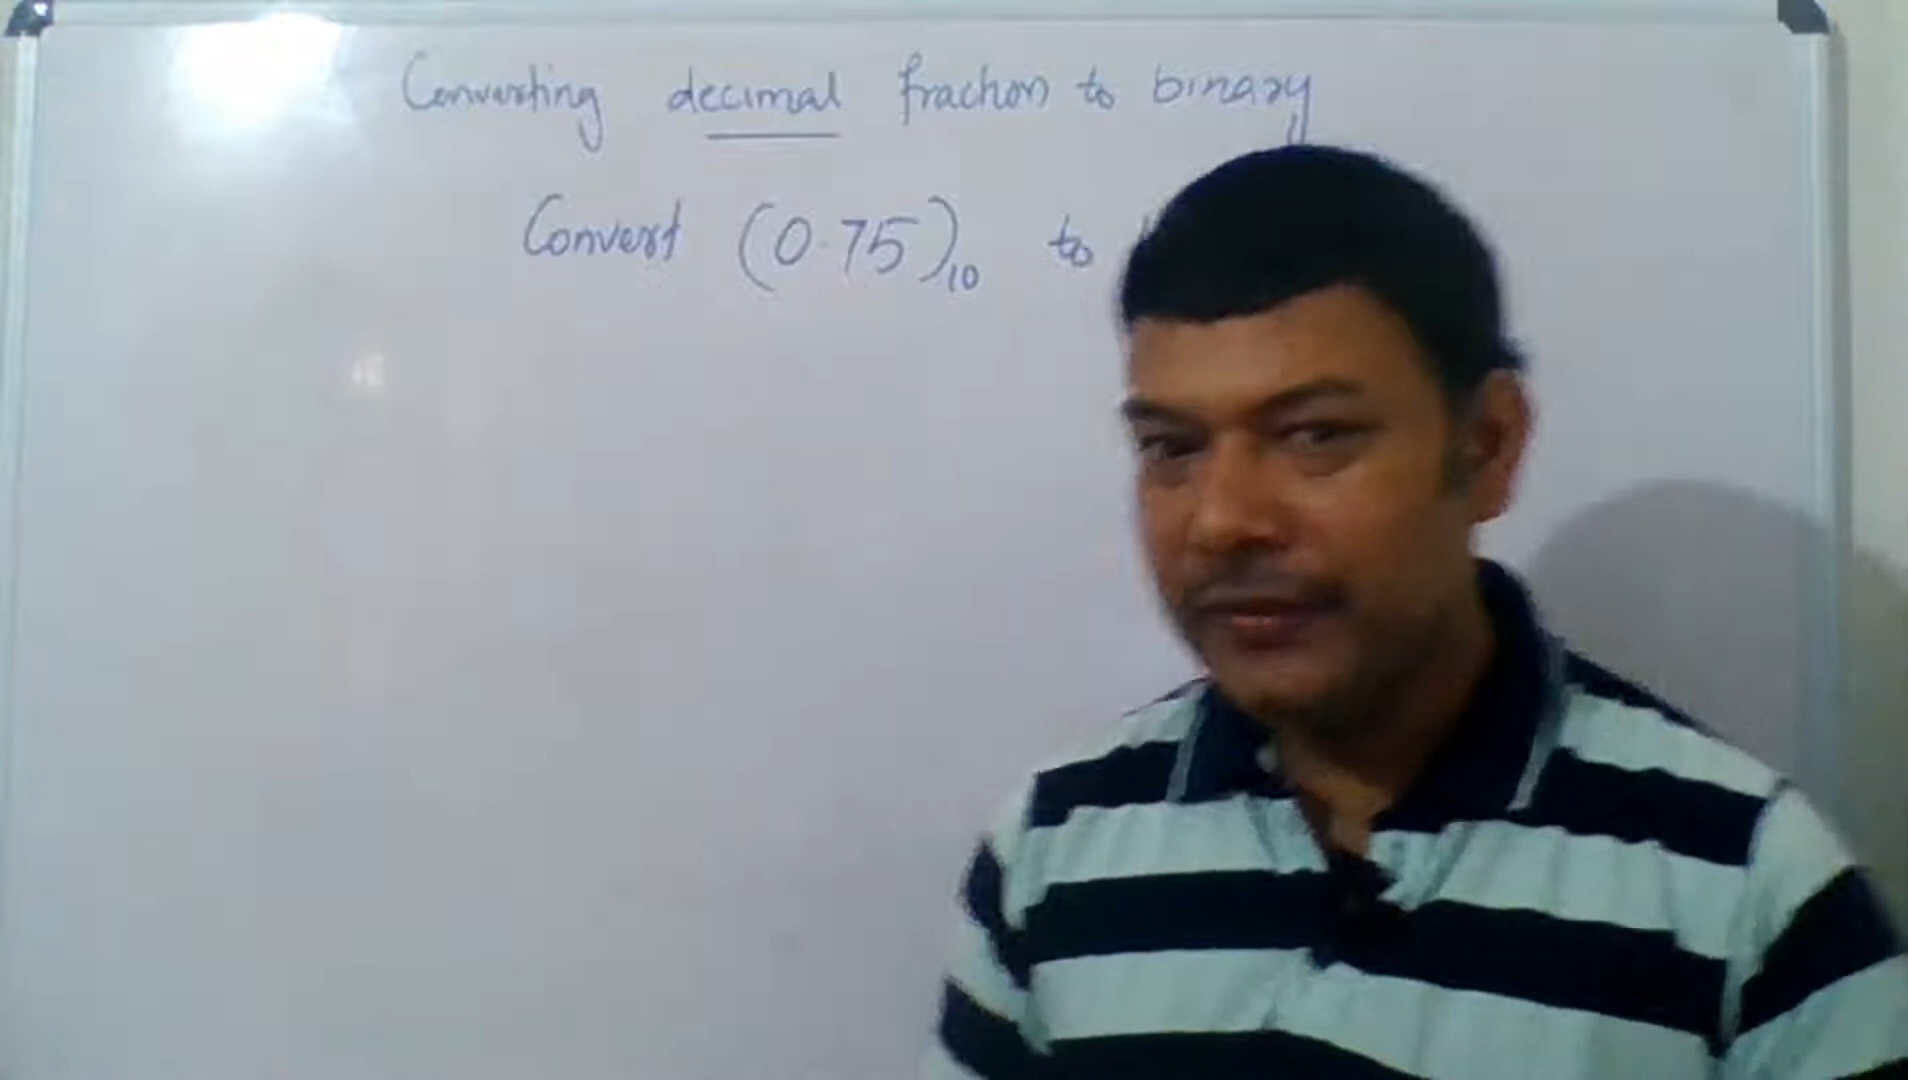 Converting decimal fraction to binary
Convert (0.75)₁₀ to